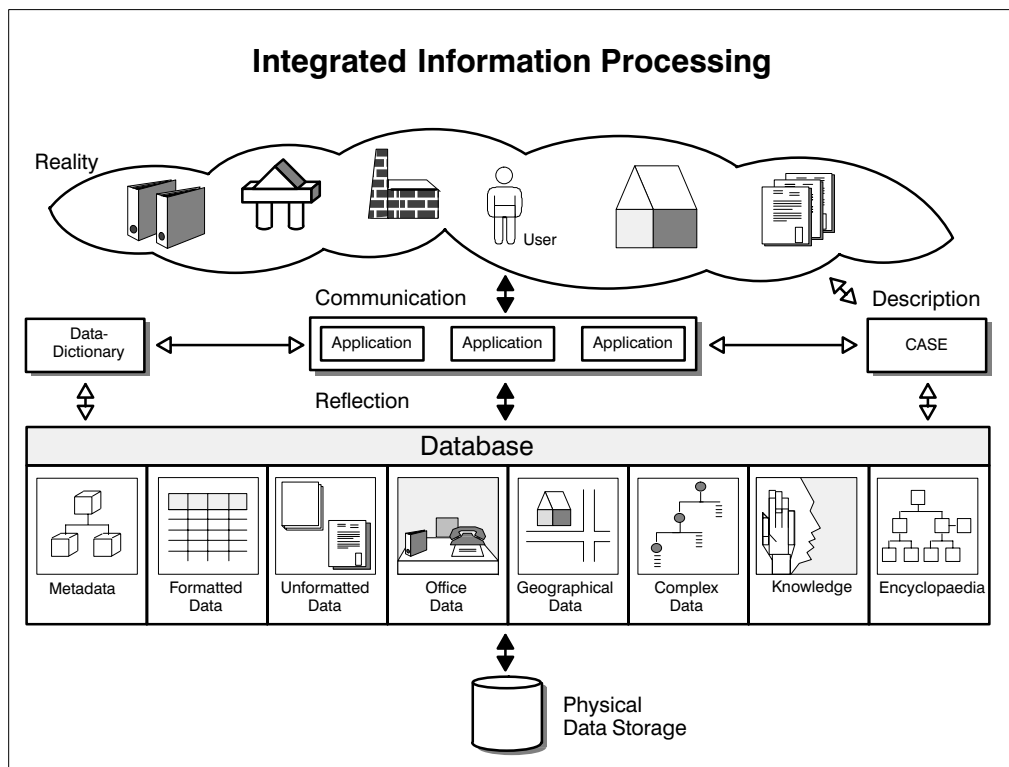 Integrated Information Processing
Reality
User
Communication
Description
Data-
Dictionary
Application
Application
Application
CASE
Reflection
Database
Metadata
Formatted
Data
Unformatted
Data
Office
Data
Geographical
Data
Complex
Data
Knowledge
Encyclopaedia
Physical
Data Storage